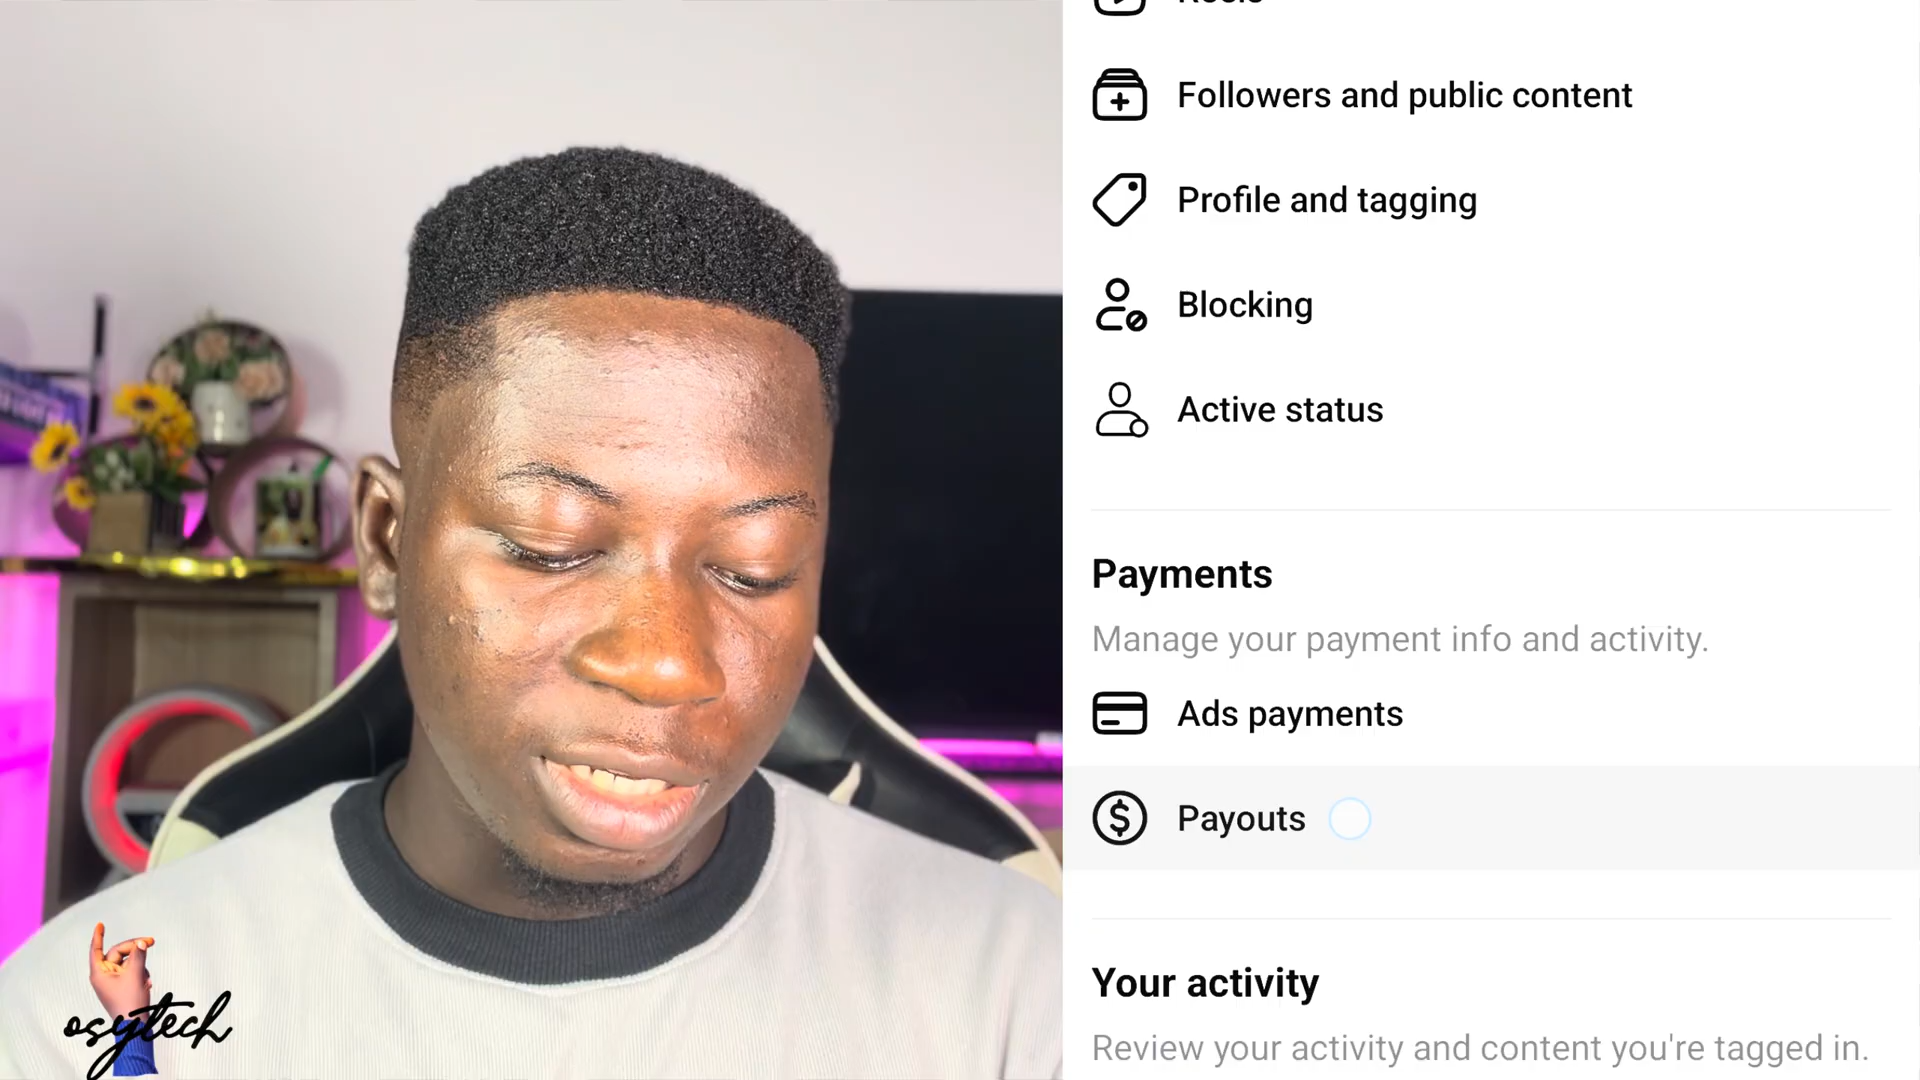 Reels
Followers and public content
Profile and tagging
Blocking
Active status
Payments
Manage your payment info and activity.
Ads payments
Payouts
Your activity
Review your activity and content you're tagged in.
osytech